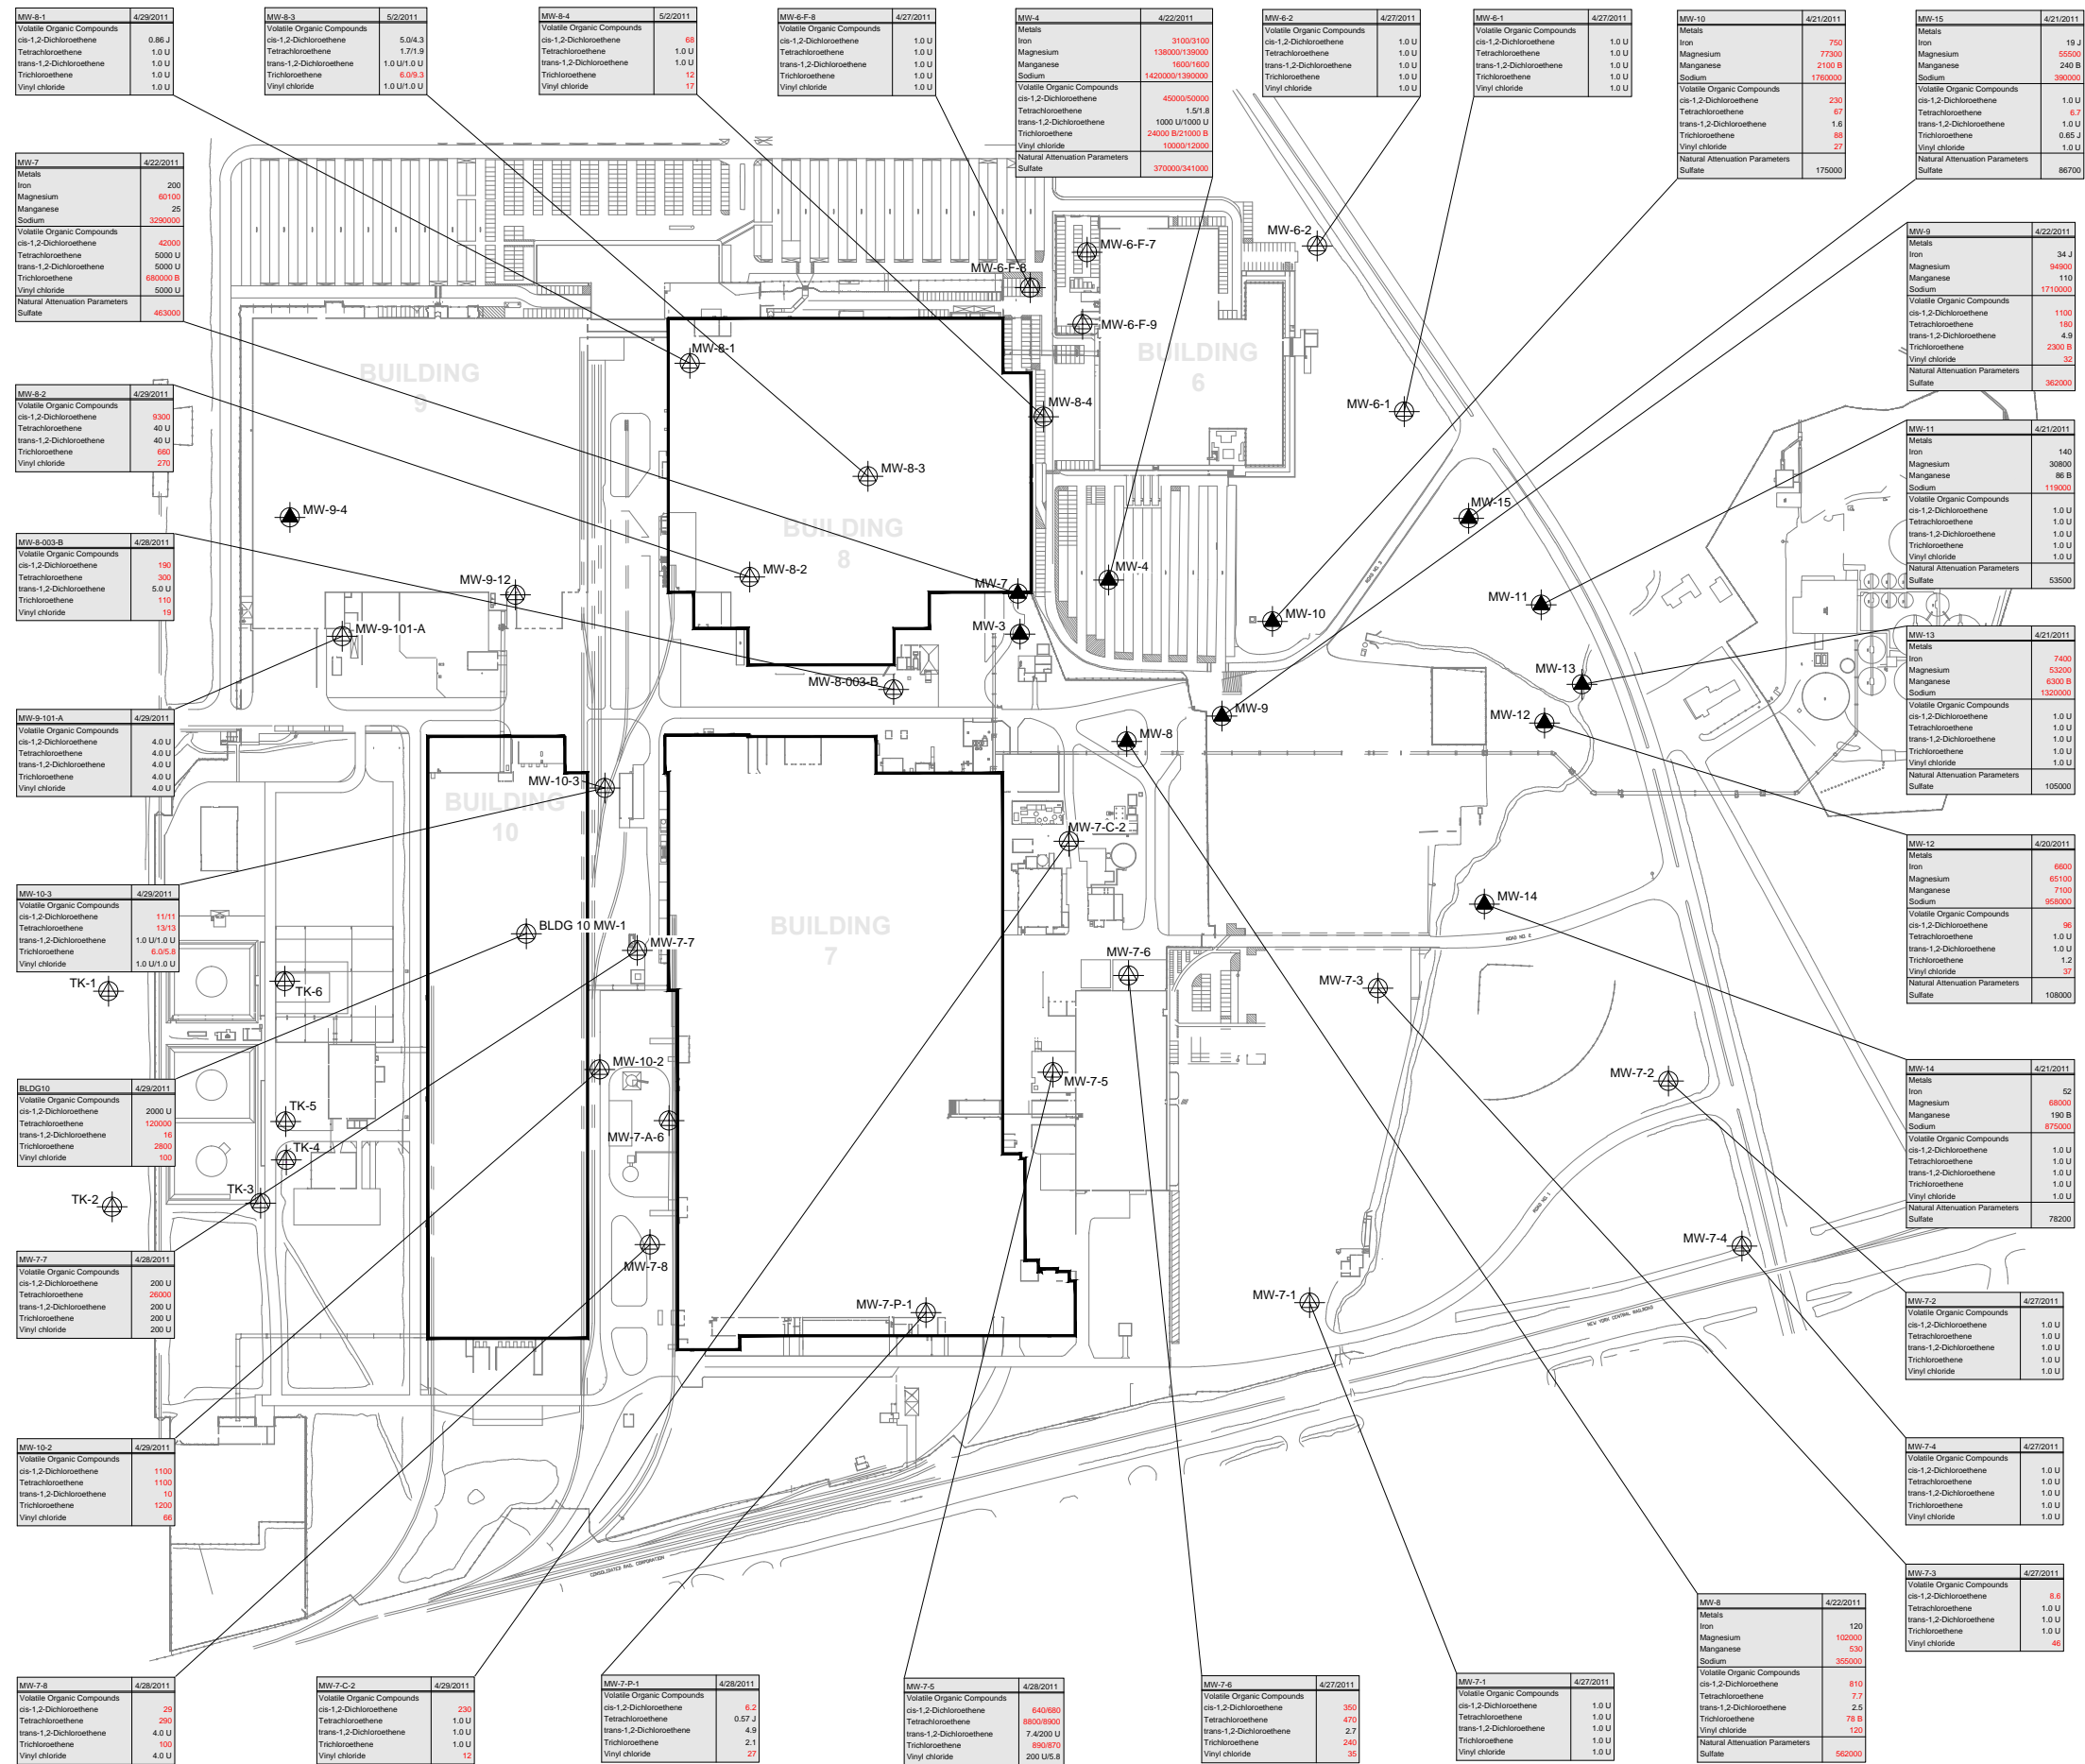 MW-8-1 4/29/2011
Volatile Organic Compounds
cis-1,2-Dichloroethene 0.86 J
Tetrachloroethene 1.0 U
trans-1,2-Dichloroethene 1.0 U
Trichloroethene 1.0 U
Vinyl chloride 1.0 U
MW-8-3 5/2/2011
Volatile Organic Compounds
cis-1,2-Dichloroethene 5.0/4.3
Tetrachloroethene 1.7/1.9
trans-1,2-Dichloroethene 1.0 U/1.0 U
Trichloroethene 6.0/9.3
Vinyl chloride 1.0 U/1.0 U
MW-8-4 5/2/2011
Volatile Organic Compounds
cis-1,2-Dichloroethene 68
Tetrachloroethene 1.0 U
trans-1,2-Dichloroethene 1.0 U
Trichloroethene 12
Vinyl chloride 17
MW-6-F-8 4/27/2011
Volatile Organic Compounds
cis-1,2-Dichloroethene 1.0 U
Tetrachloroethene 1.0 U
trans-1,2-Dichloroethene 1.0 U
Trichloroethene 1.0 U
Vinyl chloride 1.0 U
MW-4 4/22/2011
Metals
Iron 3100/3100
Magnesium 138000/139000
Manganese 1600/1600
Sodium 1420000/1390000
Volatile Organic Compounds
cis-1,2-Dichloroethene 45000/50000
Tetrachloroethene 1.5/1.8
trans-1,2-Dichloroethene 1000 U/1000 U
Trichloroethene 24000 B/21000 B
Vinyl chloride 10000/12000
Natural Attenuation Parameters
Sulfate 370000/341000
MW-6-2 4/27/2011
Volatile Organic Compounds
cis-1,2-Dichloroethene 1.0 U
Tetrachloroethene 1.0 U
trans-1,2-Dichloroethene 1.0 U
Trichloroethene 1.0 U
Vinyl chloride 1.0 U
MW-6-1 4/27/2011
Volatile Organic Compounds
cis-1,2-Dichloroethene 1.0 U
Tetrachloroethene 1.0 U
trans-1,2-Dichloroethene 1.0 U
Trichloroethene 1.0 U
Vinyl chloride 1.0 U
MW-10 4/21/2011
Metals
Iron 750
Magnesium 77300
Manganese 2100 B
Sodium 1760000
Volatile Organic Compounds
cis-1,2-Dichloroethene 230
Tetrachloroethene 67
trans-1,2-Dichloroethene 1.6
Trichloroethene 88
Vinyl chloride 27
Natural Attenuation Parameters
Sulfate 175000
MW-15 4/21/2011
Metals
Iron 19 J
Magnesium 55500
Manganese 240 B
Sodium 390000
Volatile Organic Compounds
cis-1,2-Dichloroethene 1.0 U
Tetrachloroethene 6.7
trans-1,2-Dichloroethene 1.0 U
Trichloroethene 0.65 J
Vinyl chloride 1.0 U
Natural Attenuation Parameters
Sulfate 86700
MW-7 4/22/2011
Metals
Iron 200
Magnesium 60100
Manganese 25
Sodium 3290000
Volatile Organic Compounds
cis-1,2-Dichloroethene 42000
Tetrachloroethene 5000 U
trans-1,2-Dichloroethene 5000 U
Trichloroethene 680000 B
Vinyl chloride 5000 U
Natural Attenuation Parameters
Sulfate 463000
MW-9 4/22/2011
Metals
Iron 34 J
Magnesium 94900
Manganese 110
Sodium 1710000
Volatile Organic Compounds
cis-1,2-Dichloroethene 1100
Tetrachloroethene 180
trans-1,2-Dichloroethene 4.9
Trichloroethene 2300 B
Vinyl chloride 32
Natural Attenuation Parameters
Sulfate 362000
MW-8-2 4/29/2011
Volatile Organic Compounds
cis-1,2-Dichloroethene 9300
Tetrachloroethene 40 U
trans-1,2-Dichloroethene 40 U
Trichloroethene 660
Vinyl chloride 270
MW-11 4/21/2011
Metals
Iron 140
Magnesium 30800
Manganese 86 B
Sodium 119000
Volatile Organic Compounds
cis-1,2-Dichloroethene 1.0 U
Tetrachloroethene 1.0 U
trans-1,2-Dichloroethene 1.0 U
Trichloroethene 1.0 U
Vinyl chloride 1.0 U
Natural Attenuation Parameters
Sulfate 53500
MW-8-003-B 4/28/2011
Volatile Organic Compounds
cis-1,2-Dichloroethene 190
Tetrachloroethene 300
trans-1,2-Dichloroethene 5.0 U
Trichloroethene 110
Vinyl chloride 19
MW-13 4/21/2011
Metals
Iron 7400
Magnesium 53200
Manganese 6300 B
Sodium 1320000
Volatile Organic Compounds
cis-1,2-Dichloroethene 1.0 U
Tetrachloroethene 1.0 U
trans-1,2-Dichloroethene 1.0 U
Trichloroethene 1.0 U
Vinyl chloride 1.0 U
Natural Attenuation Parameters
Sulfate 105000
MW-9-101-A 4/29/2011
Volatile Organic Compounds
cis-1,2-Dichloroethene 4.0 U
Tetrachloroethene 4.0 U
trans-1,2-Dichloroethene 4.0 U
Trichloroethene 4.0 U
Vinyl chloride 4.0 U
MW-12 4/20/2011
Metals
Iron 6600
Magnesium 65100
Manganese 7100
Sodium 958000
Volatile Organic Compounds
cis-1,2-Dichloroethene 96
Tetrachloroethene 1.0 U
trans-1,2-Dichloroethene 1.0 U
Trichloroethene 1.2
Vinyl chloride 37
Natural Attenuation Parameters
Sulfate 108000
MW-10-3 4/29/2011
Volatile Organic Compounds
cis-1,2-Dichloroethene 11/11
Tetrachloroethene 13/13
trans-1,2-Dichloroethene 1.0 U/1.0 U
Trichloroethene 6.0/5.8
Vinyl chloride 1.0 U/1.0 U
BLDG10 4/29/2011
Volatile Organic Compounds
cis-1,2-Dichloroethene 2000 U
Tetrachloroethene 120000
trans-1,2-Dichloroethene 16
Trichloroethene 2800
Vinyl chloride 100
MW-14 4/21/2011
Metals
Iron 52
Magnesium 68000
Manganese 190 B
Sodium 875000
Volatile Organic Compounds
cis-1,2-Dichloroethene 1.0 U
Tetrachloroethene 1.0 U
trans-1,2-Dichloroethene 1.0 U
Trichloroethene 1.0 U
Vinyl chloride 1.0 U
Natural Attenuation Parameters
Sulfate 78200
MW-7-7 4/28/2011
Volatile Organic Compounds
cis-1,2-Dichloroethene 200 U
Tetrachloroethene 26000
trans-1,2-Dichloroethene 200 U
Trichloroethene 200 U
Vinyl chloride 200 U
MW-7-2 4/27/2011
Volatile Organic Compounds
cis-1,2-Dichloroethene 1.0 U
Tetrachloroethene 1.0 U
trans-1,2-Dichloroethene 1.0 U
Trichloroethene 1.0 U
Vinyl chloride 1.0 U
MW-10-2 4/29/2011
Volatile Organic Compounds
cis-1,2-Dichloroethene 1100
Tetrachloroethene 1100
trans-1,2-Dichloroethene 10
Trichloroethene 1200
Vinyl chloride 66
MW-7-4 4/27/2011
Volatile Organic Compounds
cis-1,2-Dichloroethene 1.0 U
Tetrachloroethene 1.0 U
trans-1,2-Dichloroethene 1.0 U
Trichloroethene 1.0 U
Vinyl chloride 1.0 U
MW-7-3 4/27/2011
Volatile Organic Compounds
cis-1,2-Dichloroethene 8.6
Tetrachloroethene 1.0 U
trans-1,2-Dichloroethene 1.0 U
Trichloroethene 1.0 U
Vinyl chloride 46
MW-8 4/22/2011
Metals
Iron 120
Magnesium 102000
Manganese 530
Sodium 355000
Volatile Organic Compounds
cis-1,2-Dichloroethene 810
Tetrachloroethene 7.7
trans-1,2-Dichloroethene 2.5
Trichloroethene 78 B
Vinyl chloride 120
Natural Attenuation Parameters
Sulfate 562000
MW-7-8 4/28/2011
Volatile Organic Compounds
cis-1,2-Dichloroethene 29
Tetrachloroethene 290
trans-1,2-Dichloroethene 4.0 U
Trichloroethene 100
Vinyl chloride 4.0 U
MW-7-C-2 4/29/2011
Volatile Organic Compounds
cis-1,2-Dichloroethene 230
Tetrachloroethene 1.0 U
trans-1,2-Dichloroethene 1.0 U
Trichloroethene 1.0 U
Vinyl chloride 12
MW-7-P-1 4/28/2011
Volatile Organic Compounds
cis-1,2-Dichloroethene 6.2
Tetrachloroethene 0.57 J
trans-1,2-Dichloroethene 4.9
Trichloroethene 2.1
Vinyl chloride 27
MW-7-5 4/28/2011
Volatile Organic Compounds
cis-1,2-Dichloroethene 640/680
Tetrachloroethene 8800/8900
trans-1,2-Dichloroethene 7.4/200 U
Trichloroethene 890/870
Vinyl chloride 200 U/5.8
MW-7-6 4/27/2011
Volatile Organic Compounds
cis-1,2-Dichloroethene 350
Tetrachloroethene 470
trans-1,2-Dichloroethene 2.7
Trichloroethene 240
Vinyl chloride 35
MW-7-1 4/27/2011
Volatile Organic Compounds
cis-1,2-Dichloroethene 1.0 U
Tetrachloroethene 1.0 U
trans-1,2-Dichloroethene 1.0 U
Trichloroethene 1.0 U
Vinyl chloride 1.0 U
MW-6-2
MW-6-F-7
MW-6-F-8
MW-6-F-9
BUILDING
6
MW-8-1
BUILDING
9
MW-8-4
MW-6-1
MW-8-3
MW-9-4
MW-15
BUILDING
8
MW-8-2
MW-7
MW-4
MW-9-12
MW-11
MW-10
MW-3
MW-9-101-A
MW-13
MW-8-003-B
MW-9
MW-12
MW-8
MW-10-3
BUILDING
10
MW-7-C-2
MW-14
BLDG 10 MW-1
BUILDING
7
MW-7-7
MW-7-6
MW-7-3
TK-1
TK-6
MW-10-2
MW-7-5
MW-7-2
TK-5
MW-7-A-6
TK-4
TK-2
TK-3
MW-7-8
MW-7-4
MW-7-1
MW-7-P-1
ROAD NO. 3
ROAD NO. 2
ROAD NO. 1
NEW YORK CENTRAL RAILROAD
CONSOLIDATED RAIL CORPORATION